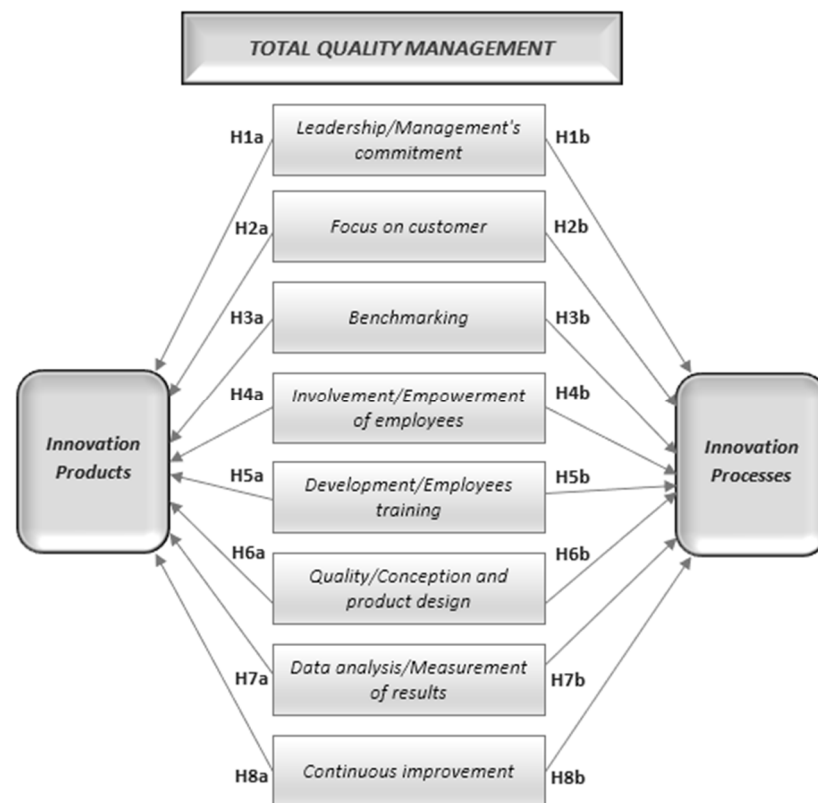 TOTAL QUALITY MANAGEMENT
H1a
Leadership/Management's
commitment
H1b
H2a
Focus on customer
H2b
H3a
Benchmarking
H3b
H4a
Involvement/Empowerment
of employees
H4b
Innovation
Products
Innovation
Processes
H5a
Development/Employees
training
H5b
H6a
Quality/Conception and
product design
H6b
H7a
Data analysis/Measurement
of results
H7b
H8a
Continuous improvement
H8b